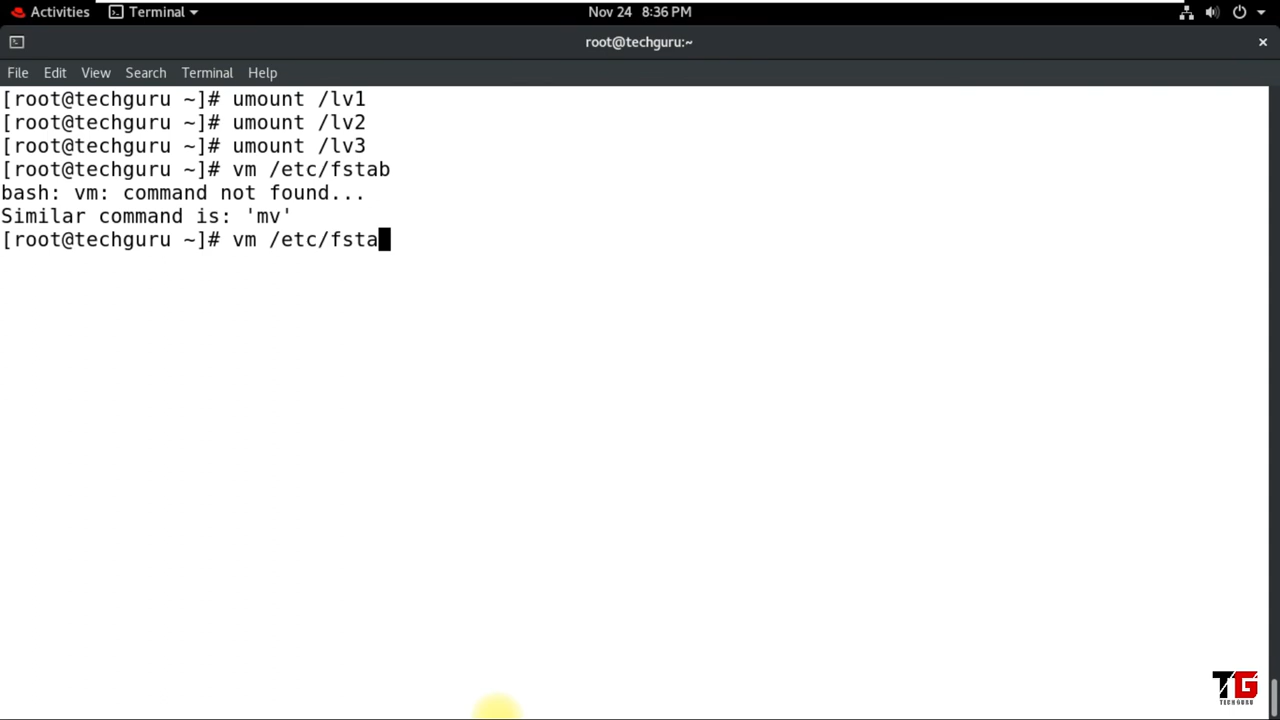 Activities Terminal Nov 24 8:36 PM
root@techguru:~
File Edit View Search Terminal Help
[root@techguru ~]# umount /lv1
[root@techguru ~]# umount /lv2
[root@techguru ~]# umount /lv3
[root@techguru ~]# vm /etc/fstab
bash: vm: command not found...
Similar command is: 'mv'
[root@techguru ~]# vm /etc/fsta
TG
TECH GURU